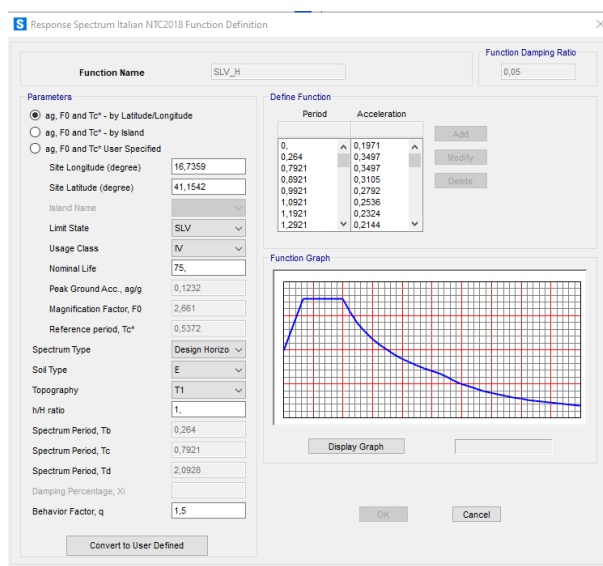 S Response Spectrum Italian NTC2018 Function Definition
Function Name SLV_H
Function Damping Ratio
0,05
Parameters
ag, F0 and Tc* - by Latitude/Longitude
ag, F0 and Tc* - by Island
ag, F0 and Tc* User Specified
Site Longitude (degree) 16,7359
Site Latitude (degree) 41,1542
Island Name
Limit State SLV
Usage Class IV
Nominal Life 75,
Peak Ground Acc., ag/g 0,1232
Magnification Factor, F0 2,661
Reference period, Tc* 0,5372
Spectrum Type Design Horizo
Soil Type E
Topography T1
h/H ratio 1,
Spectrum Period, Tb 0,264
Spectrum Period, Tc 0,7921
Spectrum Period, Td 2,0928
Damping Percentage, Xi
Behavior Factor, q 1,5
Convert to User Defined
Define Function
Period Acceleration
0, 0,1971
0,264 0,3497
0,7921 0,3497
0,8921 0,3105
0,9921 0,2792
1,0921 0,2536
1,1921 0,2324
1,2921 0,2144
Add
Modify
Delete
Function Graph
Display Graph
OK
Cancel